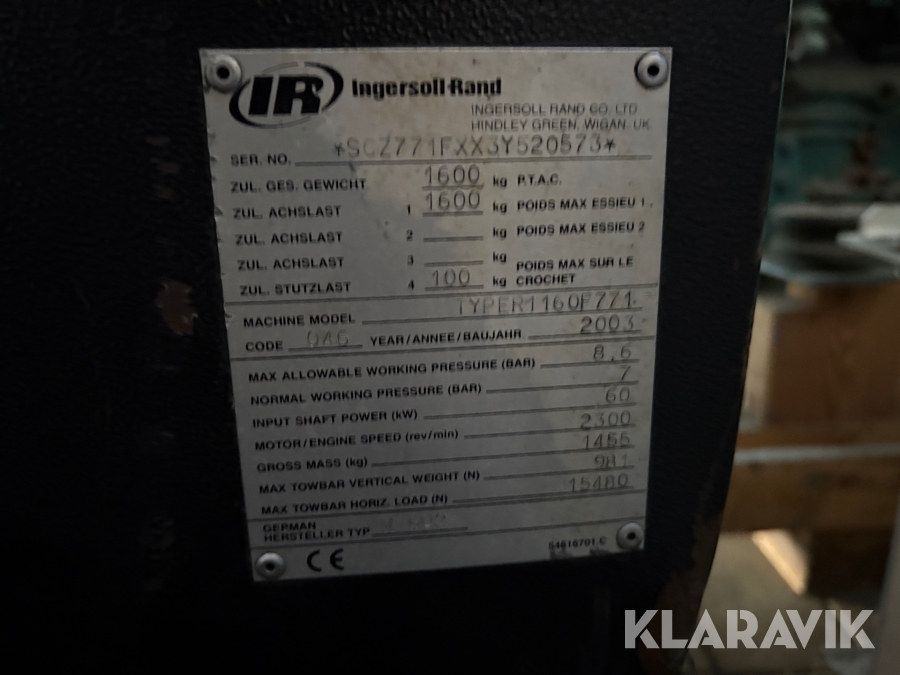 IR Ingersoll-Rand
INGERSOLL RAND CO. LTD
HINDLEY GREEN, WIGAN. UK
SER. NO. *SCZ771FXX3Y520573*
ZUL. GES. GEWICHT 1600 kg P.T.A.C.
ZUL. ACHSLAST 1 1600 kg POIDS MAX ESSIEU 1
ZUL. ACHSLAST 2 kg POIDS MAX ESSIEU 2
ZUL. ACHSLAST 3 kg
ZUL. STUTZLAST 4 100 kg POIDS MAX SUR LE CROCHET
MACHINE MODEL TYPER1160F771
CODE YEAR/ANNEE/BAUJAHR 2003
MAX ALLOWABLE WORKING PRESSURE (BAR) 8,6
NORMAL WORKING PRESSURE (BAR) 7
INPUT SHAFT POWER (kW) 60
MOTOR/ENGINE SPEED (rev/min) 2300
GROSS MASS (kg) 1455
MAX TOWBAR VERTICAL WEIGHT (N) 981
MAX TOWBAR HORIZ. LOAD (N) 15480
GERMAN
HERSTELLER TYP
CE 54616701.C
KLARAVIK